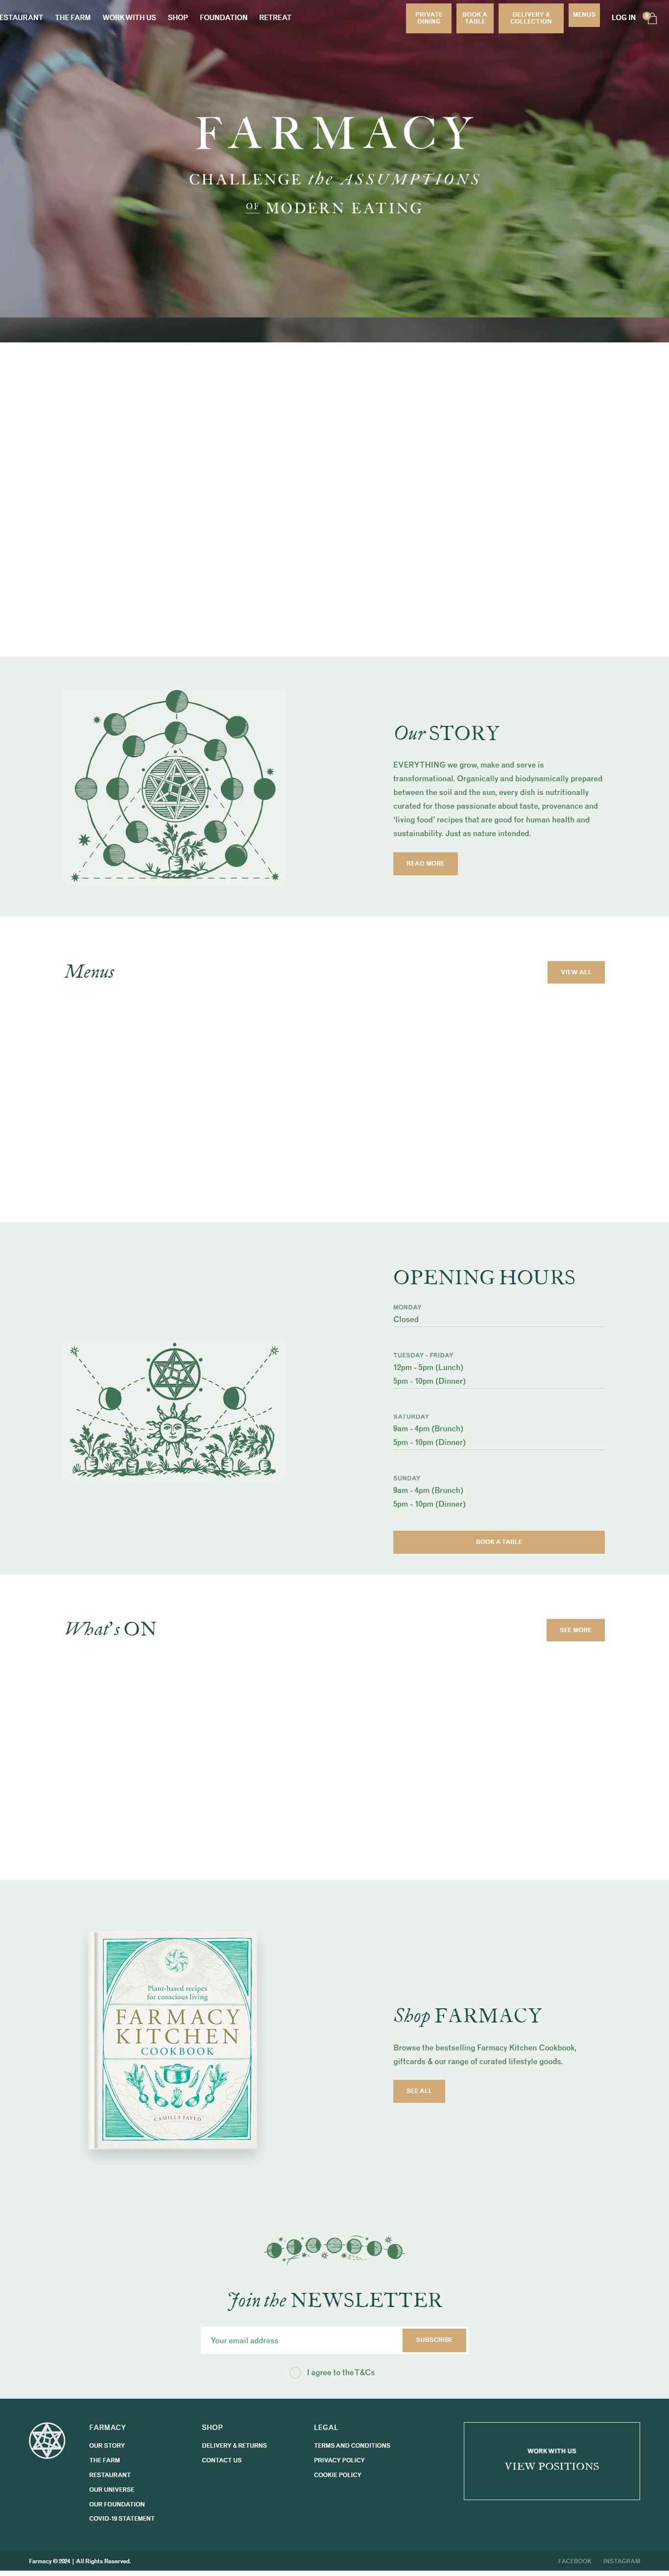 ESTAURANT THE FARM WORK WITH US SHOP FOUNDATION RETREAT
PRIVATE
DINING
BOOK A
TABLE
DELIVERY &
COLLECTION
MENUS
LOG IN
FARMACY
CHALLENGE the ASSUMPTIONS
OF MODERN EATING
Our STORY
EVERYTHING we grow, make and serve is
transformational. Organically and biodynamically prepared
between the soil and the sun, every dish is nutritionally
curated for those passionate about taste, provenance and
‘living food’ recipes that are good for human health and
sustainability. Just as nature intended.
READ MORE
Menus
VIEW ALL
OPENING HOURS
MONDAY
Closed
TUESDAY - FRIDAY
12pm - 5pm (Lunch)
5pm - 10pm (Dinner)
SATURDAY
9am - 4pm (Brunch)
5pm - 10pm (Dinner)
SUNDAY
9am - 4pm (Brunch)
5pm - 10pm (Dinner)
BOOK A TABLE
What’s ON
SEE MORE
Plant-based recipes
for conscious living
FARMACY
KITCHEN
COOKBOOK
CAMILLA FAYED
Shop FARMACY
Browse the bestselling Farmacy Kitchen Cookbook,
giftcards & our range of curated lifestyle goods.
SEE ALL
Join the NEWSLETTER
Your email address
SUBSCRIBE
I agree to the T&Cs
FARMACY
OUR STORY
THE FARM
RESTAURANT
OUR UNIVERSE
OUR FOUNDATION
COVID-19 STATEMENT
SHOP
DELIVERY & RETURNS
CONTACT US
LEGAL
TERMS AND CONDITIONS
PRIVACY POLICY
COOKIE POLICY
WORK WITH US
VIEW POSITIONS
Farmacy © 2024 | All Rights Reserved.
FACEBOOK INSTAGRAM